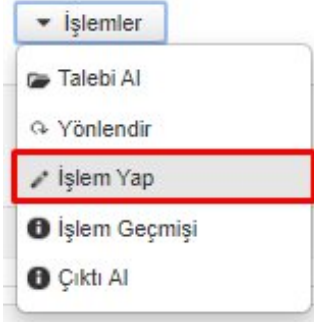 İşlemler
Talebi Al
Yönlendir
İşlem Yap
İşlem Geçmişi
Çıktı Al